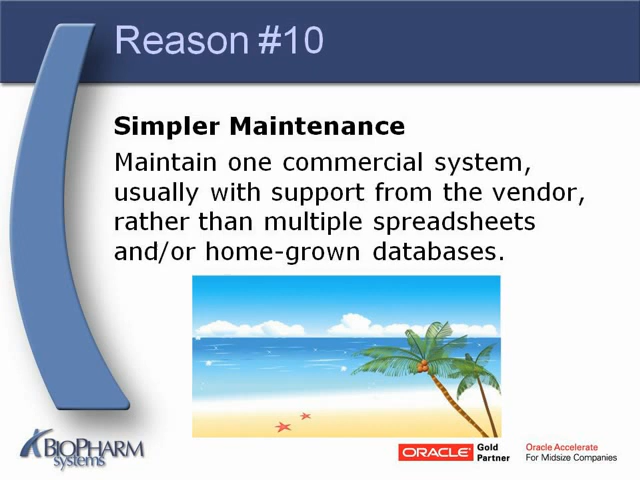 Reason #10
Simpler Maintenance
Maintain one commercial system,
usually with support from the vendor,
rather than multiple spreadsheets
and/or home-grown databases.
BIOPHARM
systems
ORACLE
Gold
Partner
Oracle Accelerate
For Midsize Companies